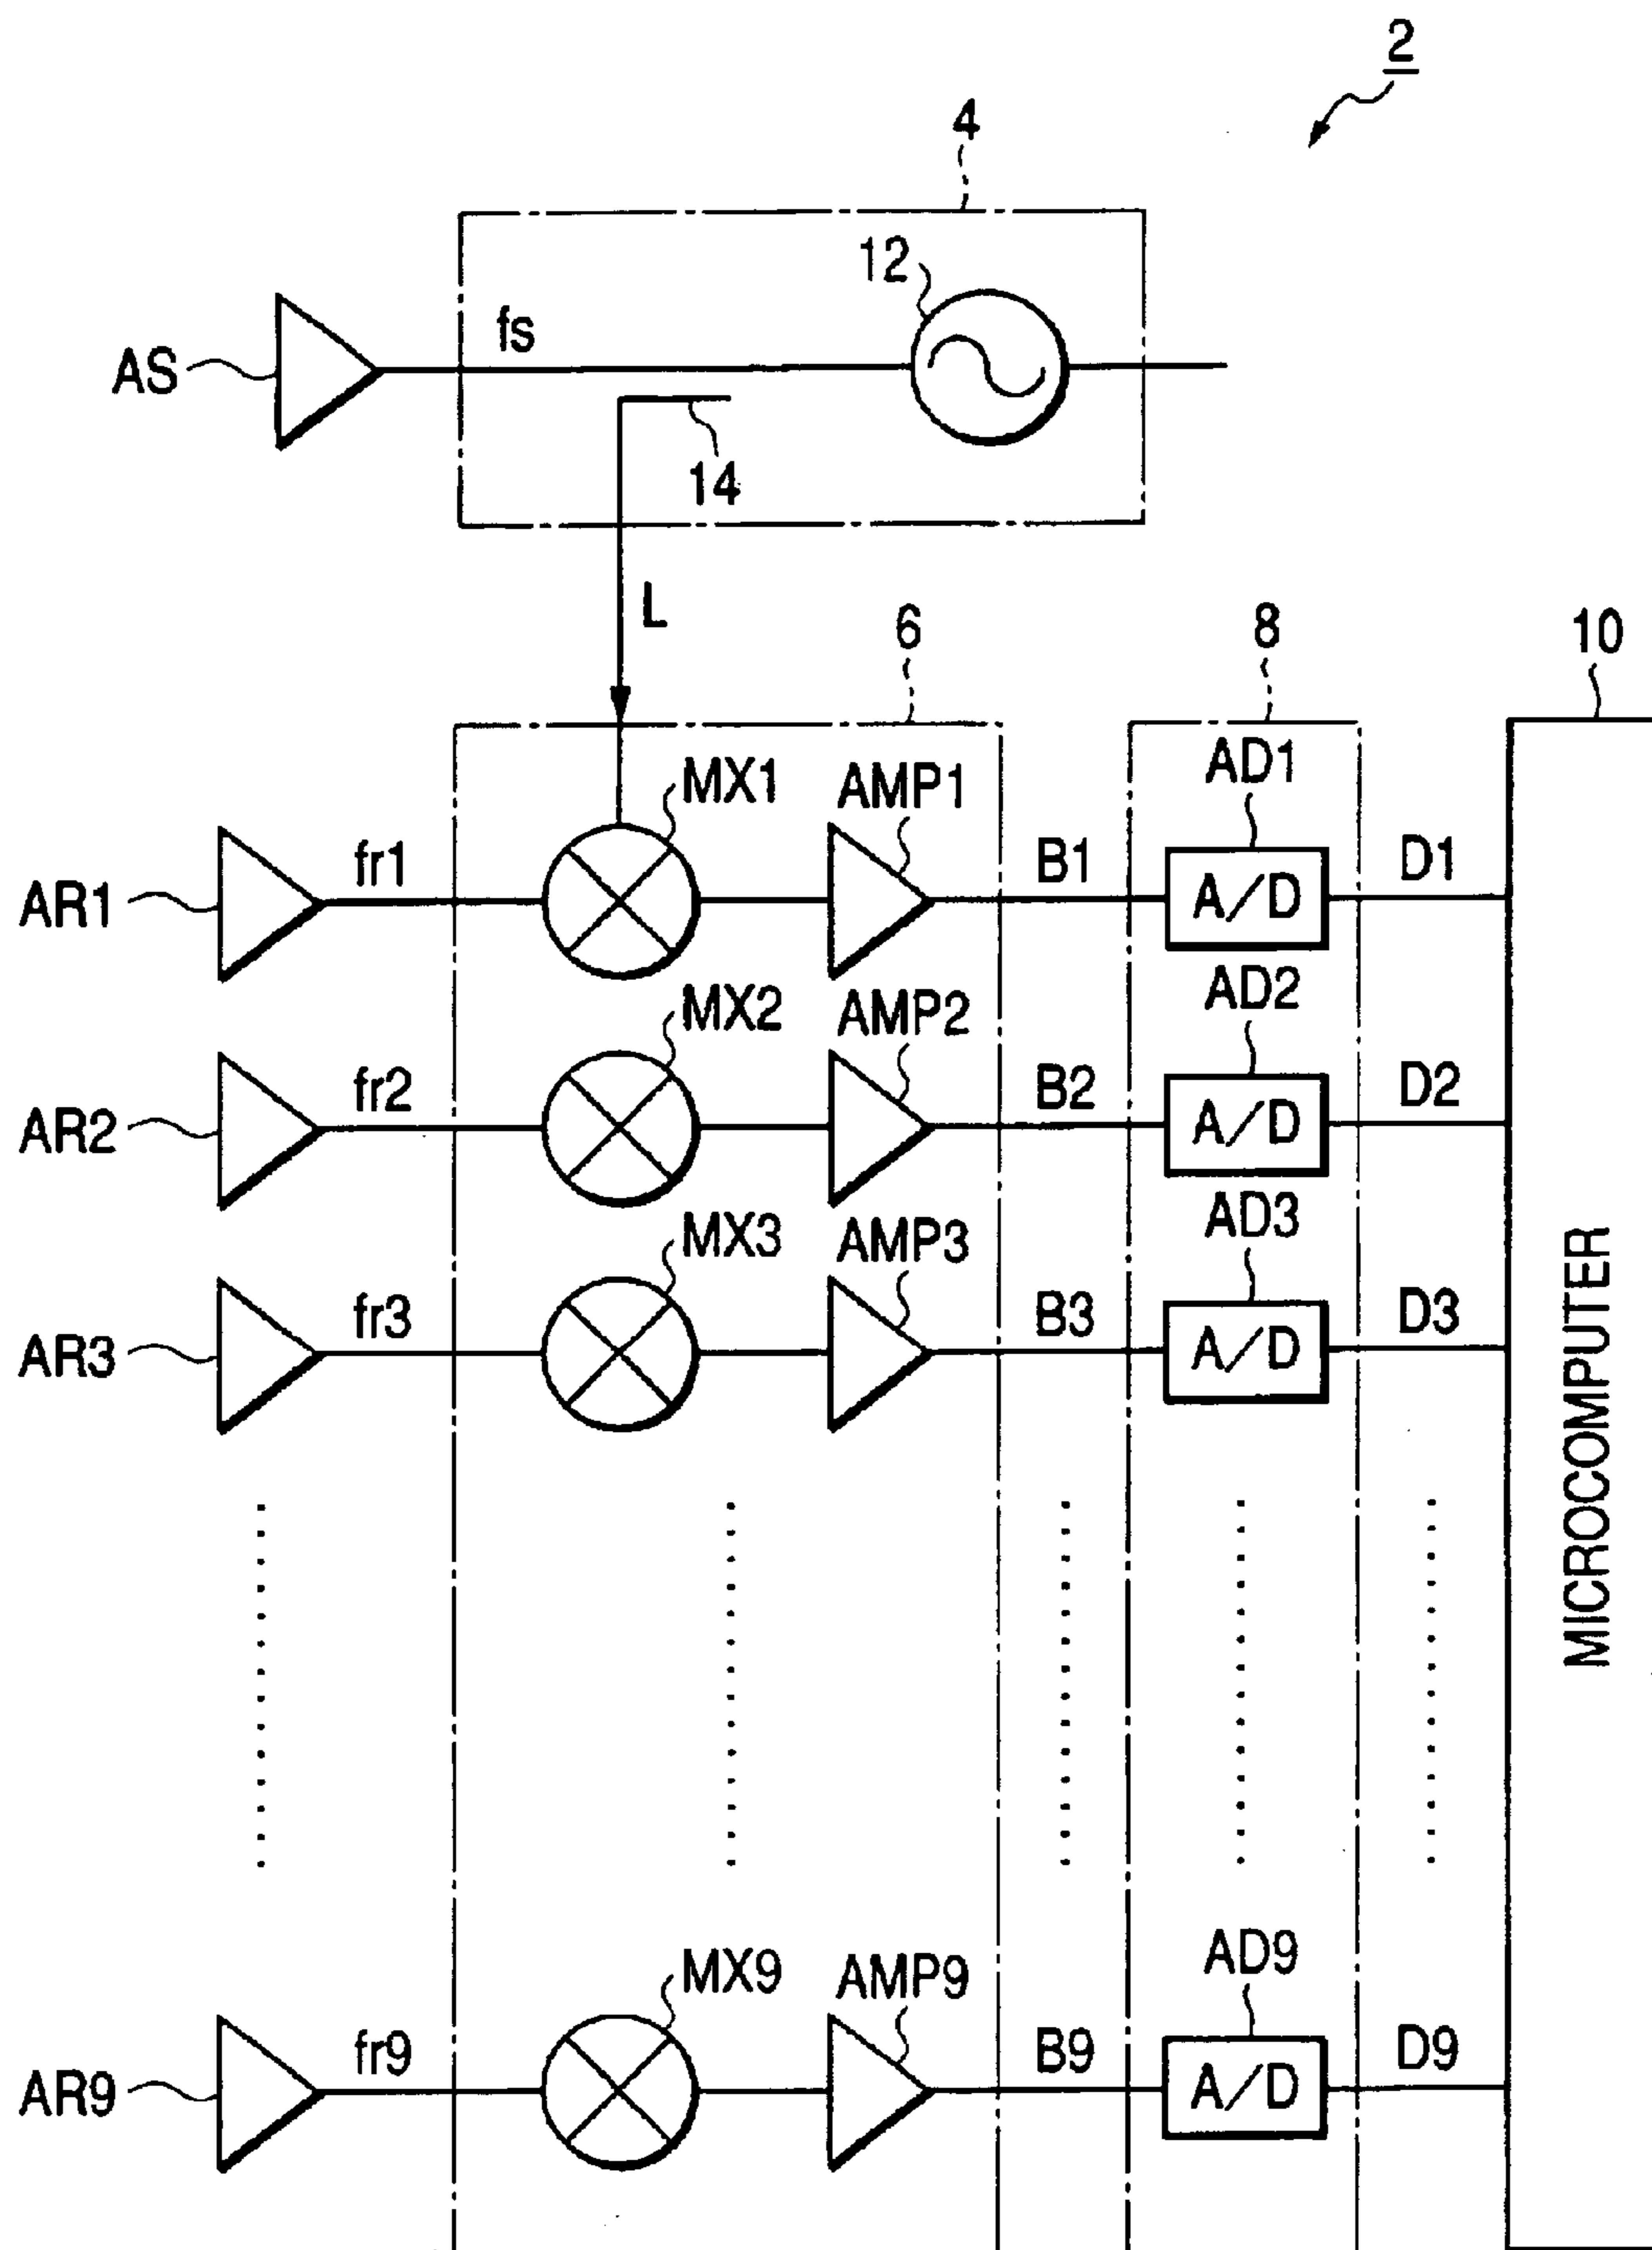 2
4
12
fs
AS
14
L
6
8
10
MX1
AMP1
AD1
AR1
fr1
B1
A/D
D1
MX2
AMP2
AD2
AR2
fr2
B2
A/D
D2
MX3
AMP3
AD3
AR3
fr3
B3
A/D
D3
MICROCOMPUTER
MX9
AMP9
AD9
AR9
fr9
B9
A/D
D9